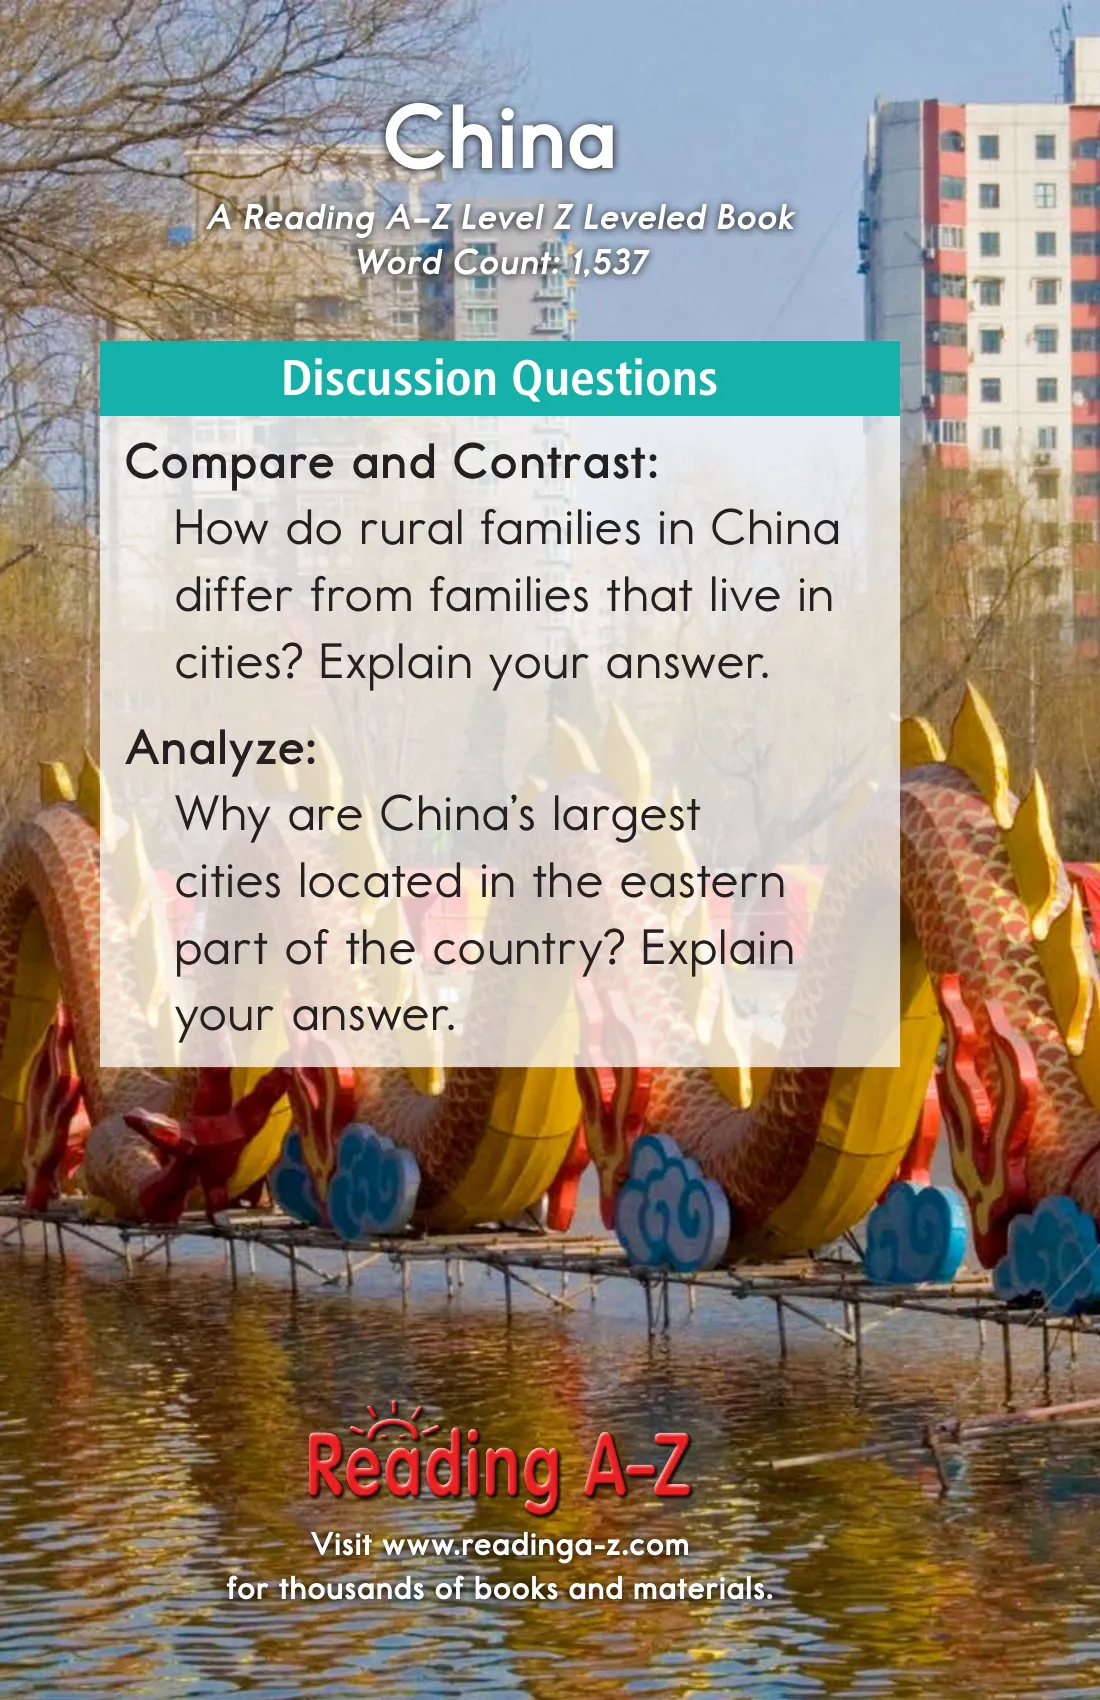 China
A Reading A–Z Level Z Leveled Book
Word Count: 1,537
Discussion Questions
Compare and Contrast:
How do rural families in China
differ from families that live in
cities? Explain your answer.
Analyze:
Why are China’s largest
cities located in the eastern
part of the country? Explain
your answer.
Reading A–Z
Visit www.readinga-z.com
for thousands of books and materials.